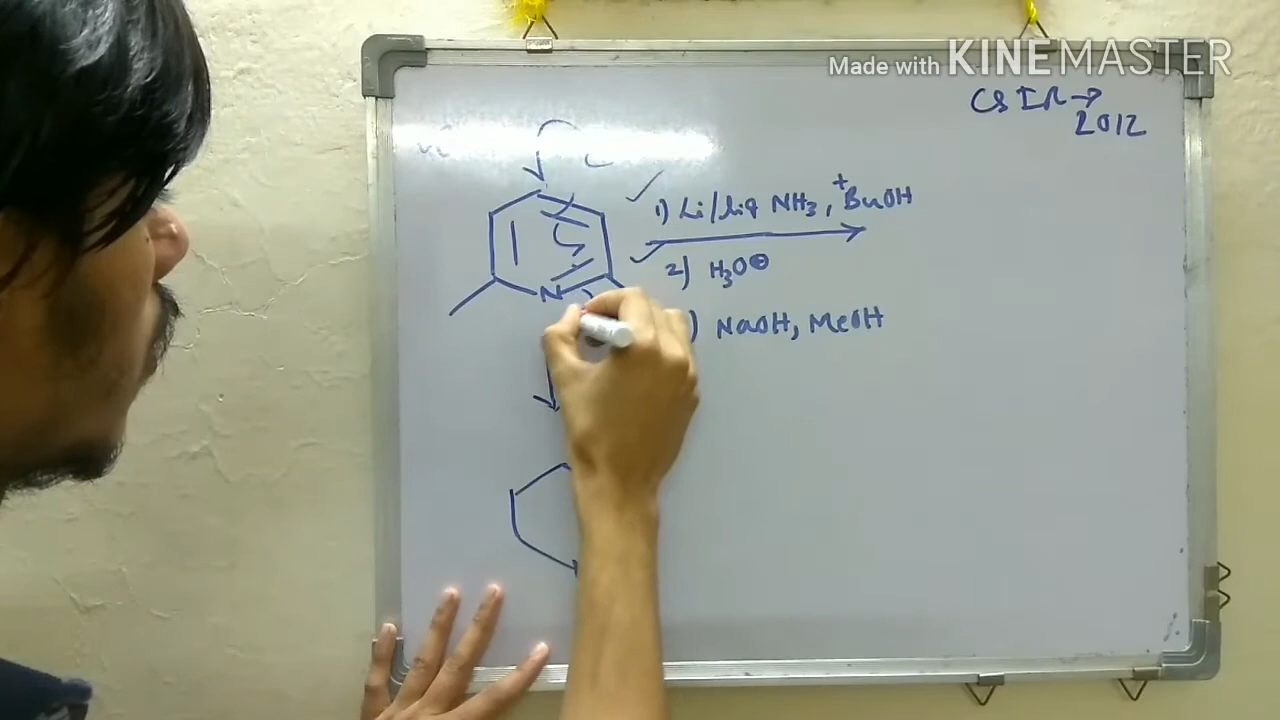 Made with KINEMASTER
CSIR→
2012
1) Li/liq NH3, +BuOH
2) H3O⊕
) NaOH, MeOH
N